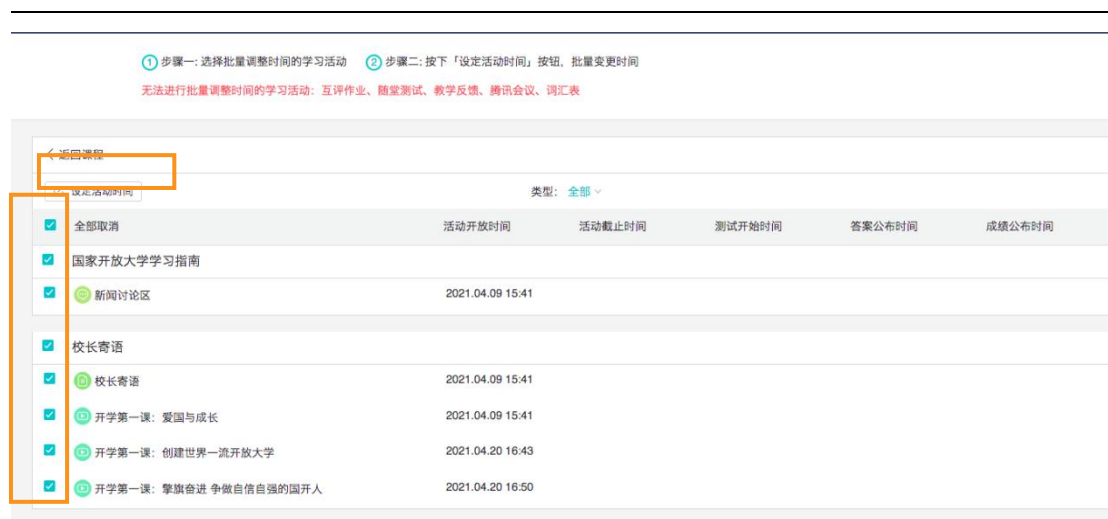 ① 步骤一: 选择批量调整时间的学习活动 ② 步骤二: 按下「设定活动时间」按钮，批量变更时间
无法进行批量调整时间的学习活动：互评作业、随堂测试、教学反馈、腾讯会议、词汇表
返回课程
设定活动时间 类型： 全部
全部取消 活动开放时间 活动截止时间 测试开始时间 答案公布时间 成绩公布时间
国家开放大学学习指南
新闻讨论区 2021.04.09 15:41
校长寄语
校长寄语 2021.04.09 15:41
开学第一课：爱国与成长 2021.04.09 15:41
开学第一课：创建世界一流开放大学 2021.04.20 16:43
开学第一课：擎旗奋进 争做自信自强的国开人 2021.04.20 16:50